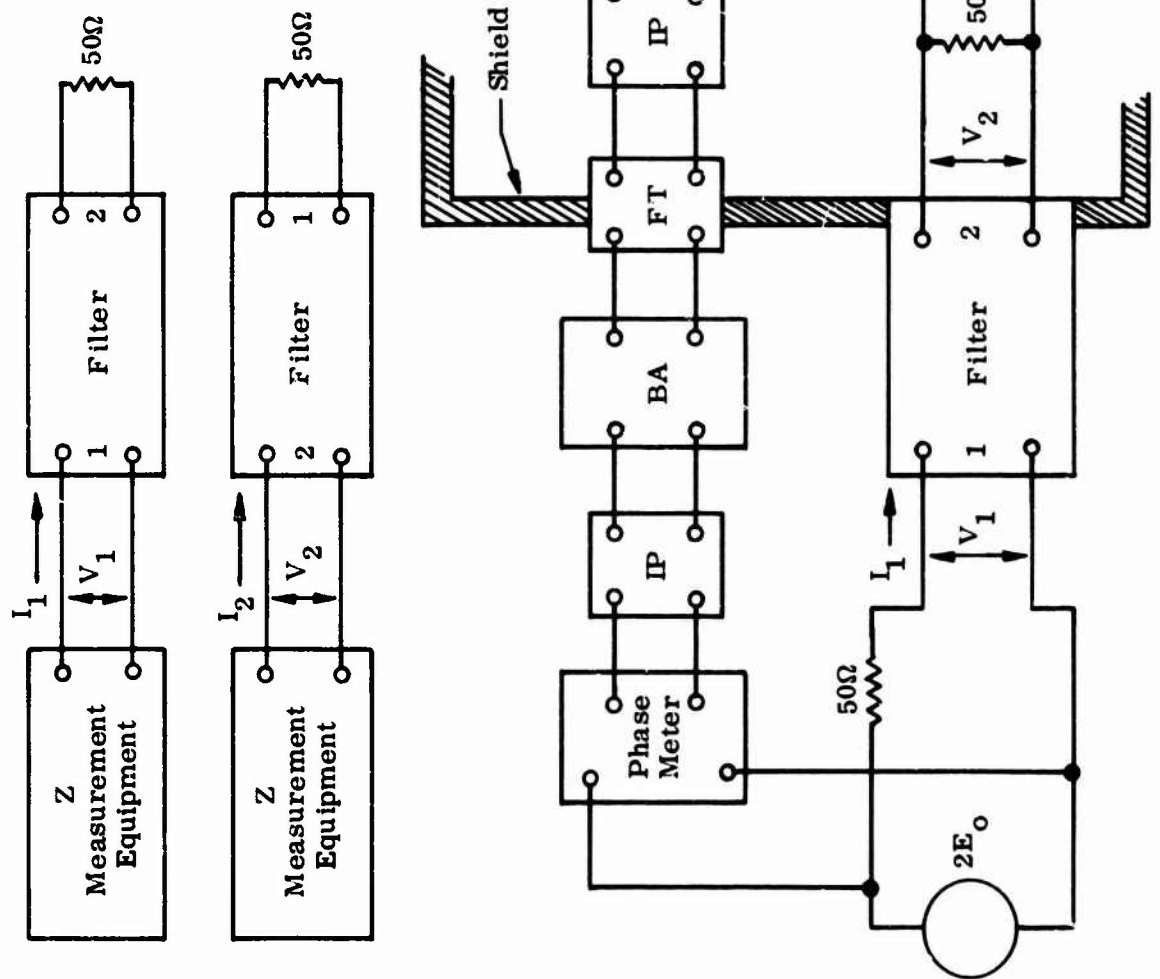 Z
Measurement
Equipment
I1
V1
1
Filter
2
50Ω
Z
Measurement
Equipment
I2
V2
2
Filter
1
50Ω
Shield
Phase
Meter
IP
BA
FT
IP
2Eo
50Ω
I1
V1
1
Filter
2
V2
50